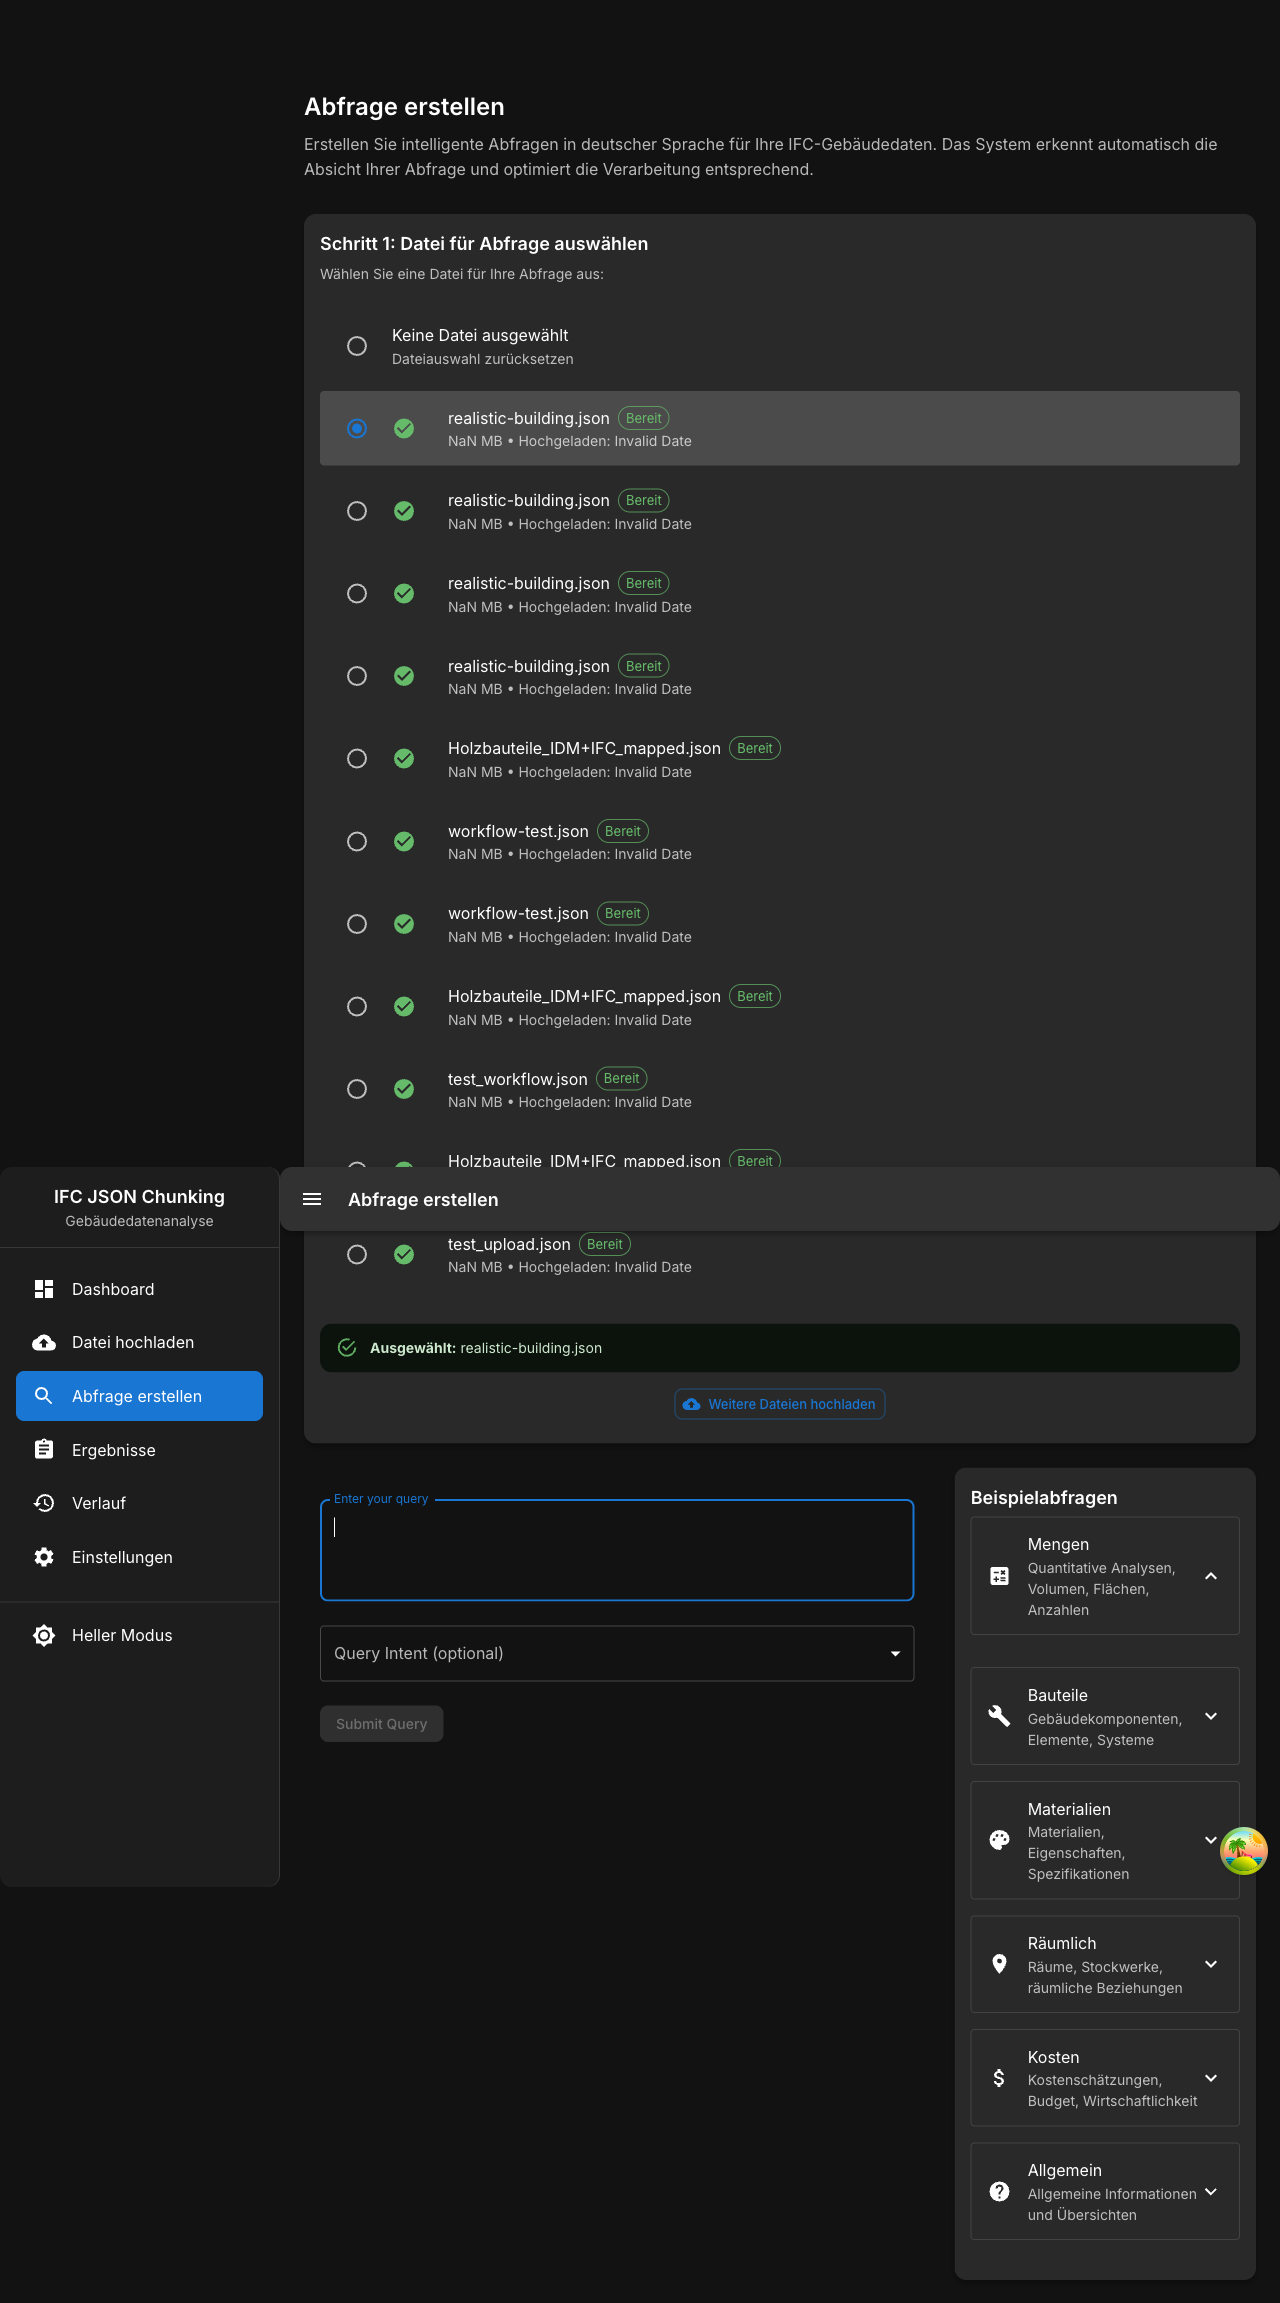 Abfrage erstellen
Erstellen Sie intelligente Abfragen in deutscher Sprache für Ihre IFC-Gebäudedaten. Das System erkennt automatisch die
Absicht Ihrer Abfrage und optimiert die Verarbeitung entsprechend.
Schritt 1: Datei für Abfrage auswählen
Wählen Sie eine Datei für Ihre Abfrage aus:
Keine Datei ausgewählt
Dateiauswahl zurücksetzen
realistic-building.json Bereit
NaN MB • Hochgeladen: Invalid Date
realistic-building.json Bereit
NaN MB • Hochgeladen: Invalid Date
realistic-building.json Bereit
NaN MB • Hochgeladen: Invalid Date
realistic-building.json Bereit
NaN MB • Hochgeladen: Invalid Date
Holzbauteile_IDM+IFC_mapped.json Bereit
NaN MB • Hochgeladen: Invalid Date
workflow-test.json Bereit
NaN MB • Hochgeladen: Invalid Date
workflow-test.json Bereit
NaN MB • Hochgeladen: Invalid Date
Holzbauteile_IDM+IFC_mapped.json Bereit
NaN MB • Hochgeladen: Invalid Date
test_workflow.json Bereit
NaN MB • Hochgeladen: Invalid Date
Holzbauteile_IDM+IFC_mapped.json Bereit
IFC JSON Chunking
Gebäudedatenanalyse
Dashboard
Datei hochladen
Abfrage erstellen
Ergebnisse
Verlauf
Einstellungen
Heller Modus
Abfrage erstellen
test_upload.json Bereit
NaN MB • Hochgeladen: Invalid Date
Ausgewählt: realistic-building.json
Weitere Dateien hochladen
Enter your query
Query Intent (optional)
Submit Query
Beispielabfragen
Mengen
Quantitative Analysen,
Volumen, Flächen,
Anzahlen
Bauteile
Gebäudekomponenten,
Elemente, Systeme
Materialien
Materialien,
Eigenschaften,
Spezifikationen
Räumlich
Räume, Stockwerke,
räumliche Beziehungen
Kosten
Kostenschätzungen,
Budget, Wirtschaftlichkeit
Allgemein
Allgemeine Informationen
und Übersichten